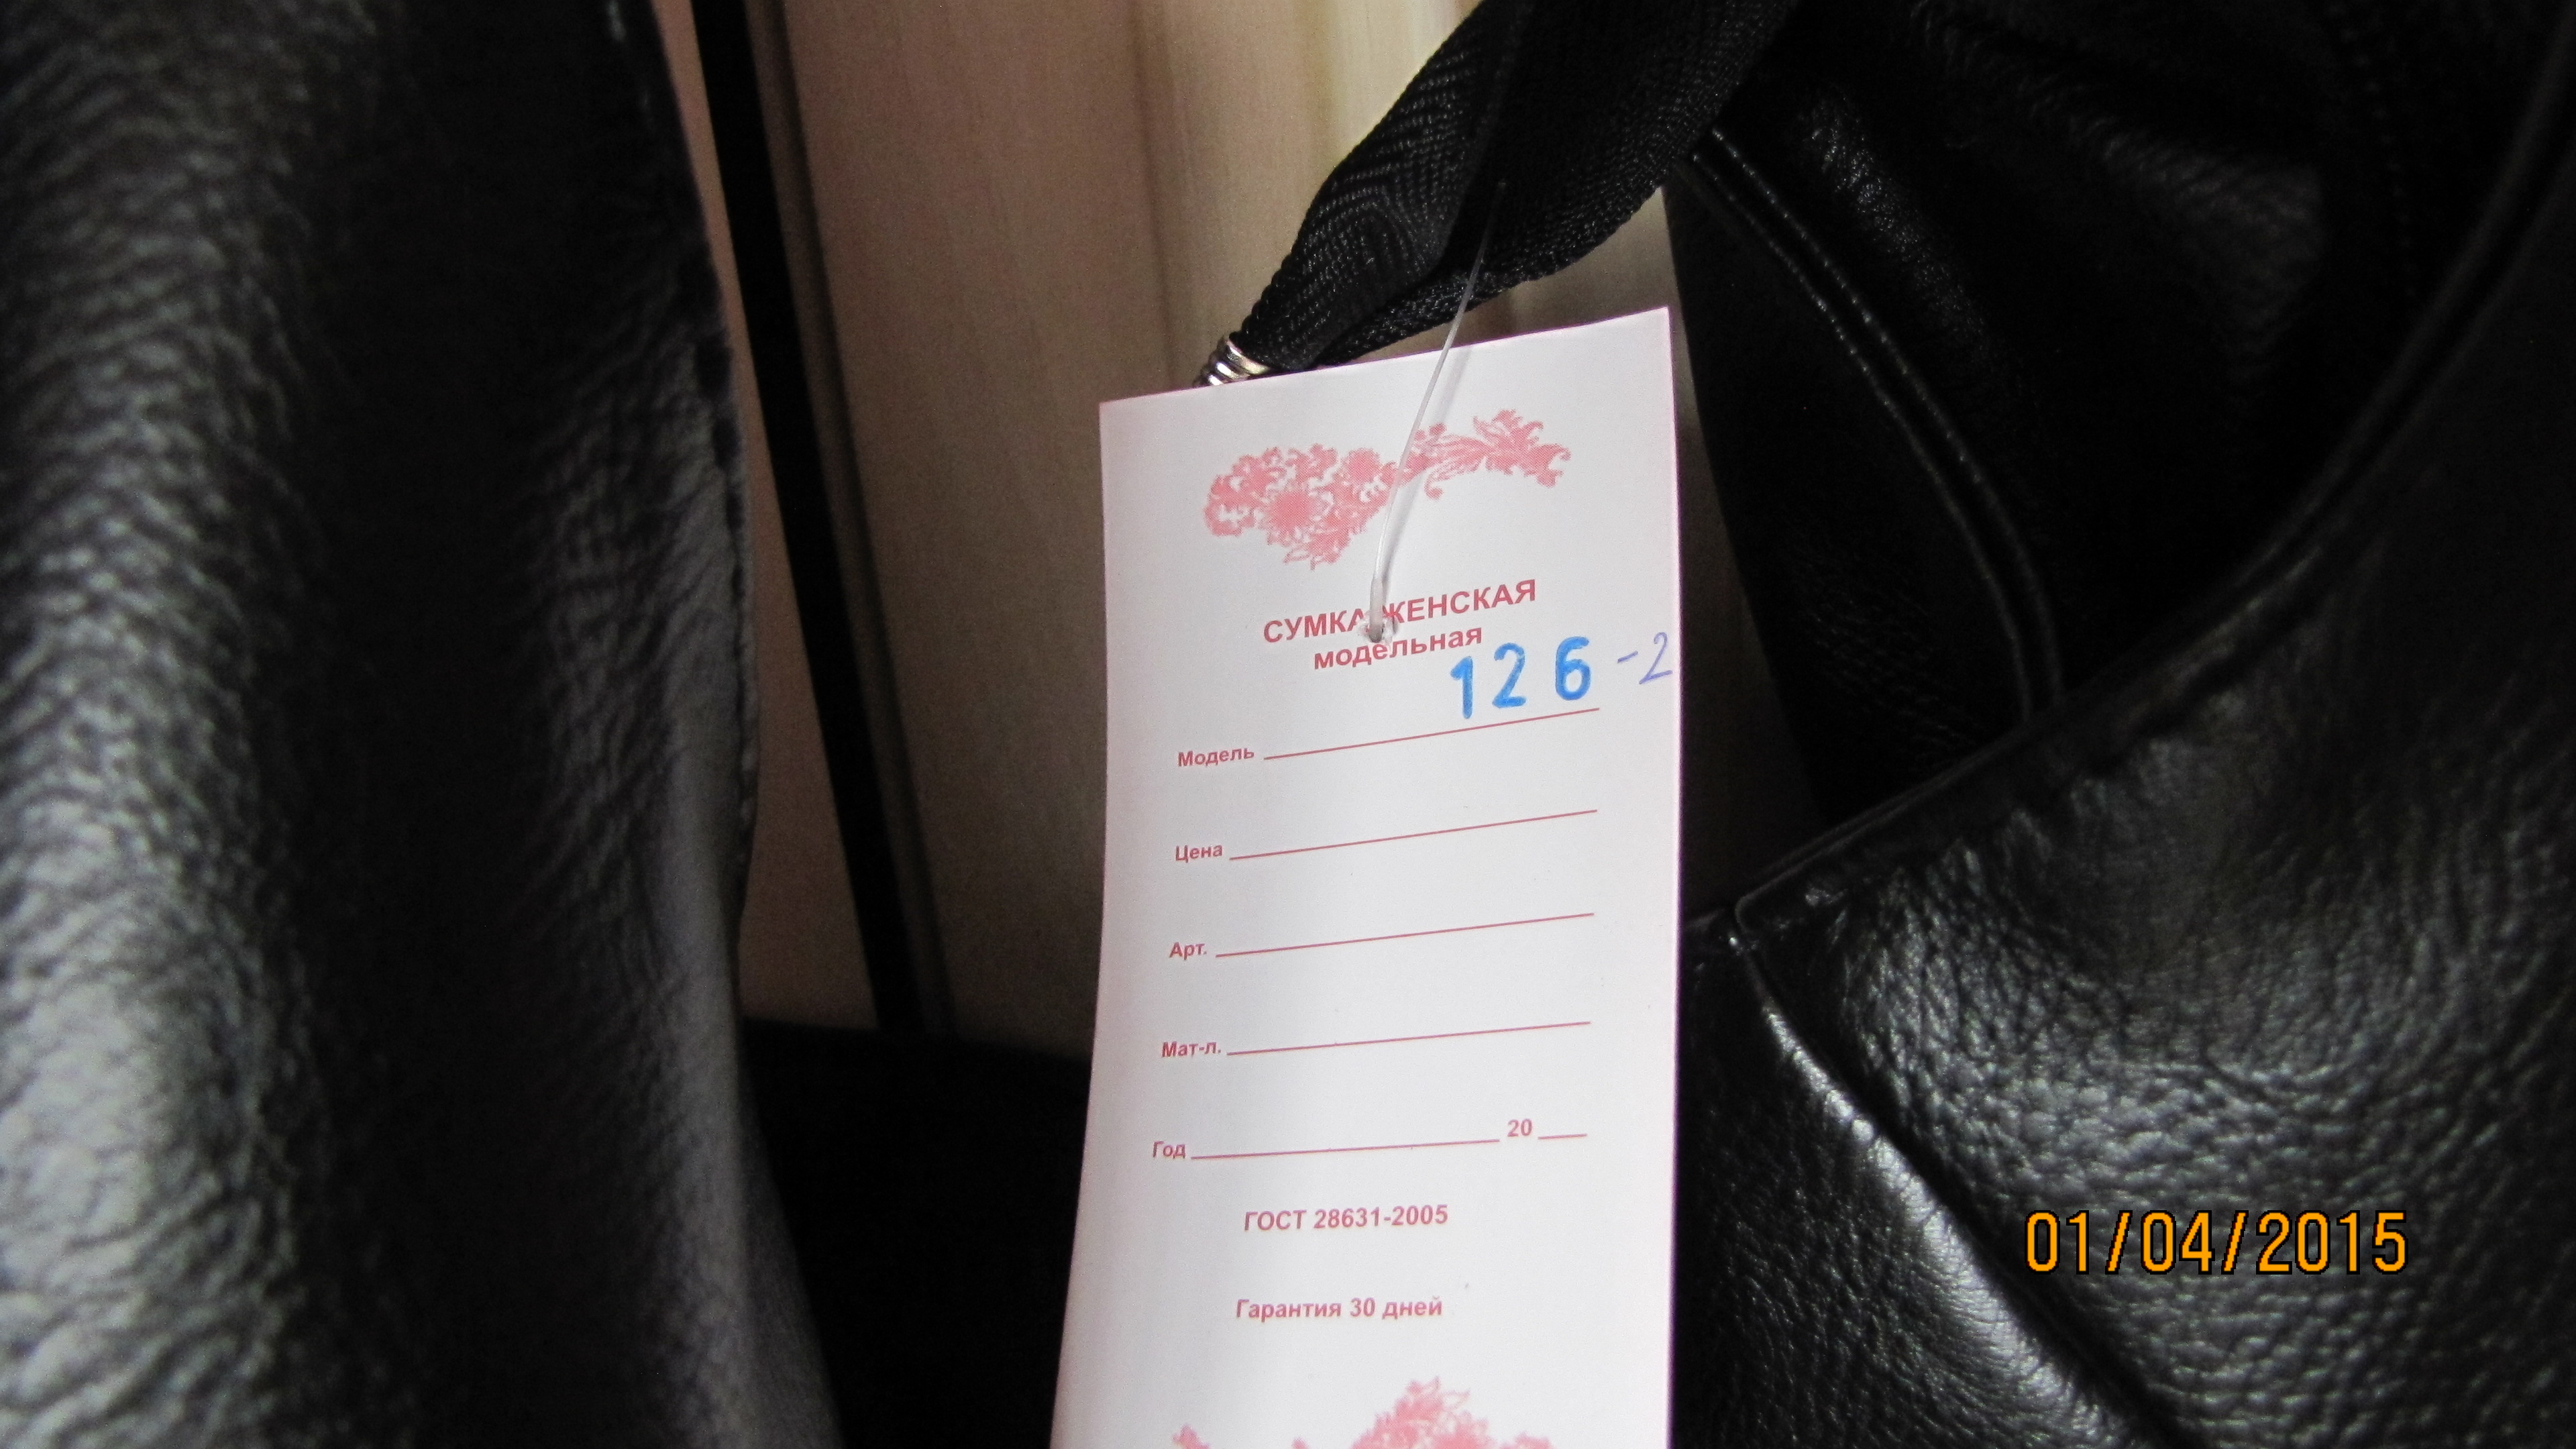 СУМКА ЖЕНСКАЯ
модельная
126 -2
Модель
Цена
Арт.
Мат-л.
Год 20
ГОСТ 28631-2005
Гарантия 30 дней
01/04/2015